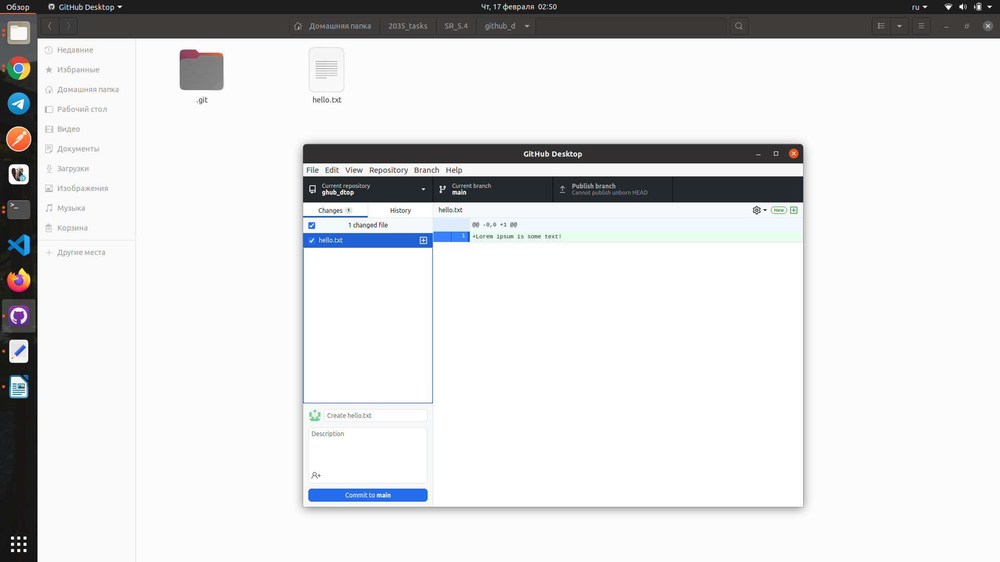 Обзор
GitHub Desktop
Чт, 17 февраля 02:50
ru
Домашняя папка
2035_tasks
SR_5.4
github_d
Недавние
Избранные
Домашняя папка
Рабочий стол
Видео
Документы
Загрузки
Изображения
Музыка
Корзина
Другие места
.git
hello.txt
GitHub Desktop
File Edit View Repository Branch Help
Current repository
ghub_dtop
Current branch
main
Publish branch
Cannot publish unborn HEAD
Changes 1
History
hello.txt
New
1 changed file
hello.txt
@@ -0,0 +1 @@
1 +Lorem ipsum is some text!
Create hello.txt
Description
Commit to main